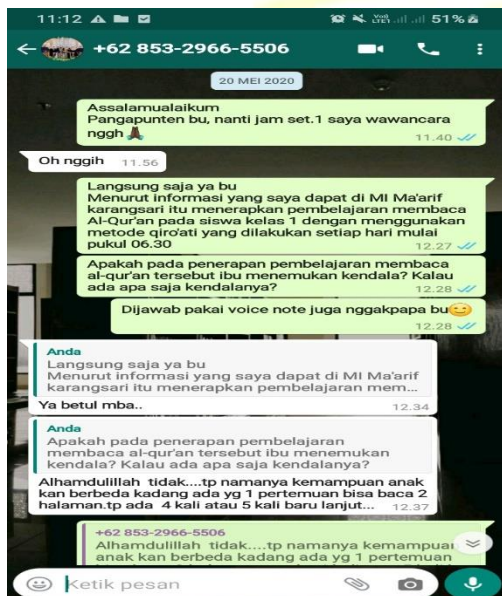 11:12
51%
+62 853-2966-5506
20 MEI 2020
Assalamualaikum
Pangapunten bu, nanti jam set.1 saya wawancara
nggh
11.40
Oh nggih 11.56
Langsung saja ya bu
Menurut informasi yang saya dapat di MI Ma'arif
karangsari itu menerapkan pembelajaran membaca
Al-Qur'an pada siswa kelas 1 dengan menggunakan
metode qiro'ati yang dilakukan setiap hari mulai
pukul 06.30
12.27
Apakah pada penerapan pembelajaran membaca
al-qur'an tersebut ibu menemukan kendala? Kalau
ada apa saja kendalanya?
12.28
Dijawab pakai voice note juga nggakpapa bu
12.28
Anda
Langsung saja ya bu
Menurut informasi yang saya dapat di MI Ma'arif
karangsari itu menerapkan pembelajaran mem...
Ya betul mba.. 12.34
Anda
Apakah pada penerapan pembelajaran
membaca al-qur'an tersebut ibu menemukan
kendala? Kalau ada apa saja kendalanya?
Alhamdulillah tidak....tp namanya kemampuan anak
kan berbeda kadang ada yg 1 pertemuan bisa baca 2
halaman.tp ada 4 kali atau 5 kali baru lanjut... 12.37
+62 853-2966-5506
Alhamdulillah tidak....tp namanya kemampuan
anak kan berbeda kadang ada yg 1 pertemuan
Ketik pesan